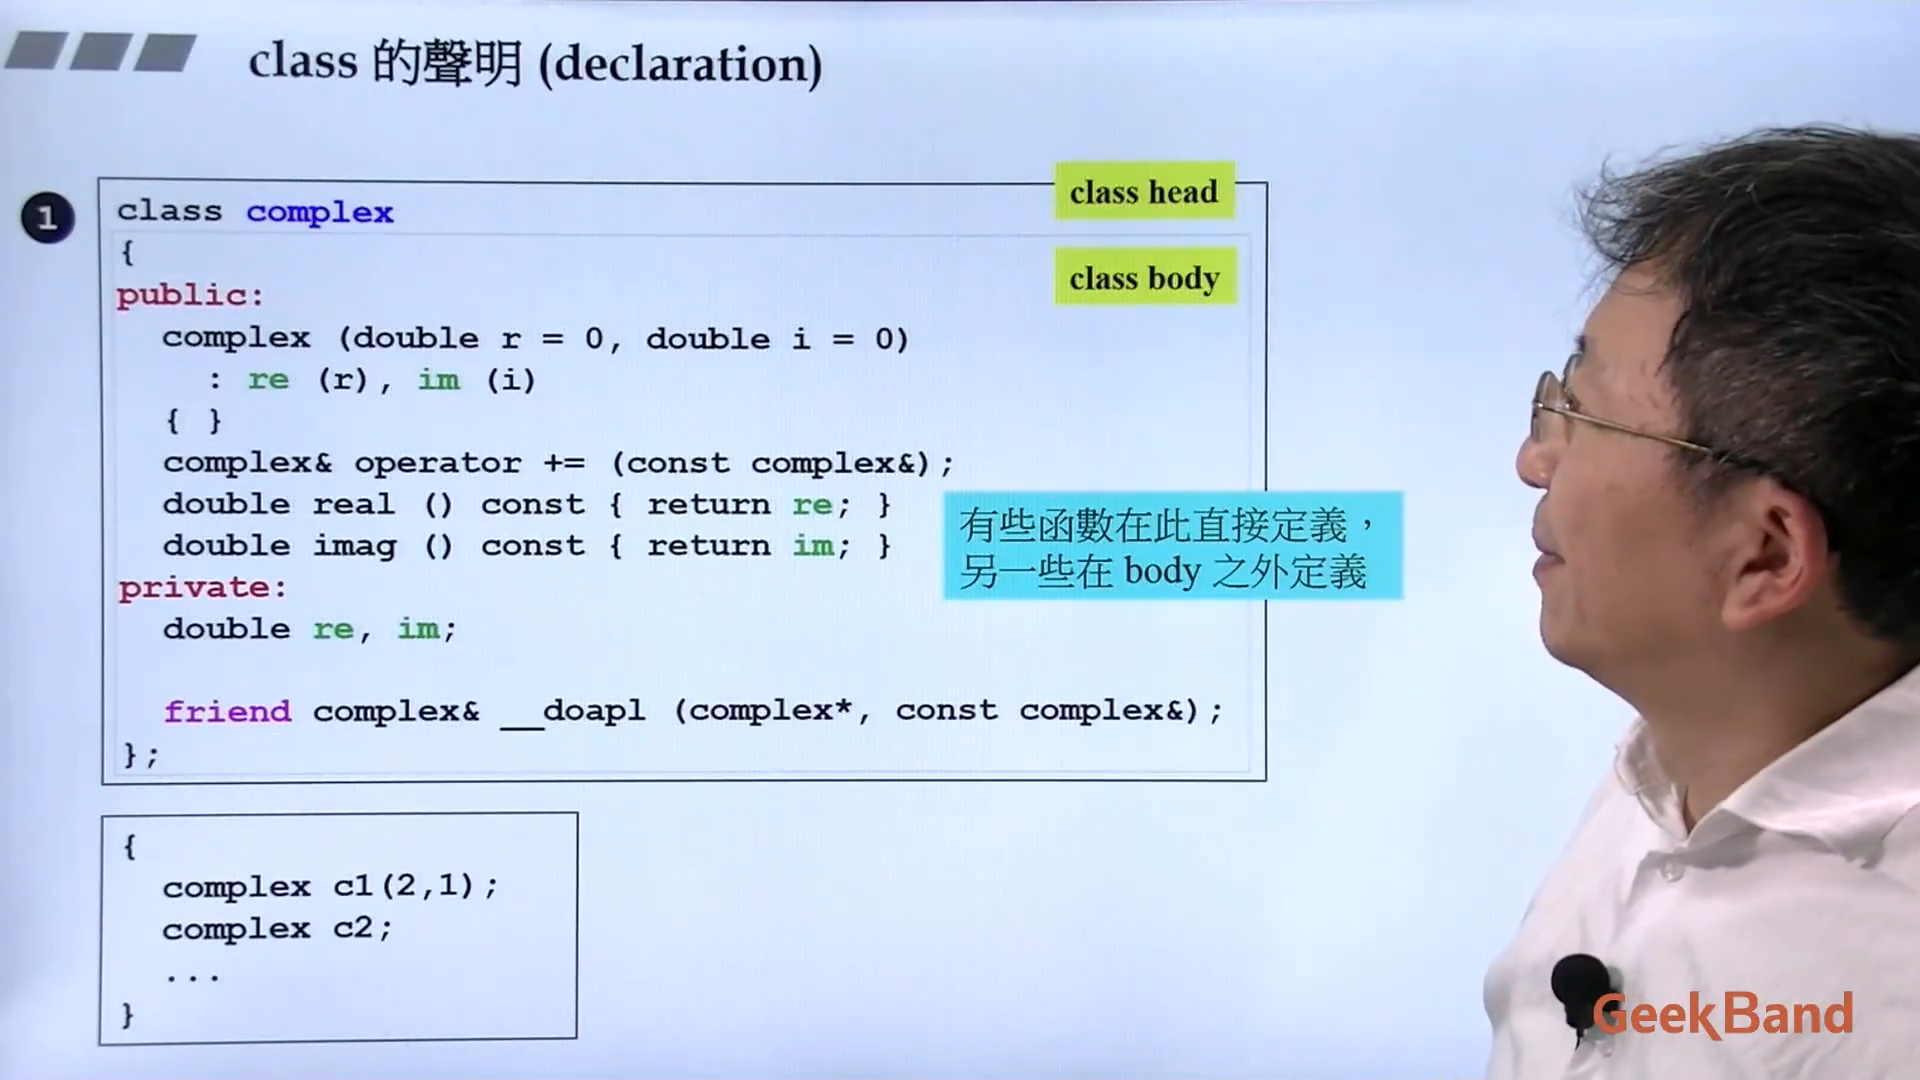 class 的聲明 (declaration)
1
class head
class complex
{
class body
public:
complex (double r = 0, double i = 0)
: re (r), im (i)
{ }
complex& operator += (const complex&);
double real () const { return re; }
double imag () const { return im; }
有些函數在此直接定義，
另一些在 body 之外定義
private:
double re, im;
friend complex& __doapl (complex*, const complex&);
};
{
complex c1(2,1);
complex c2;
...
}
GeekBand